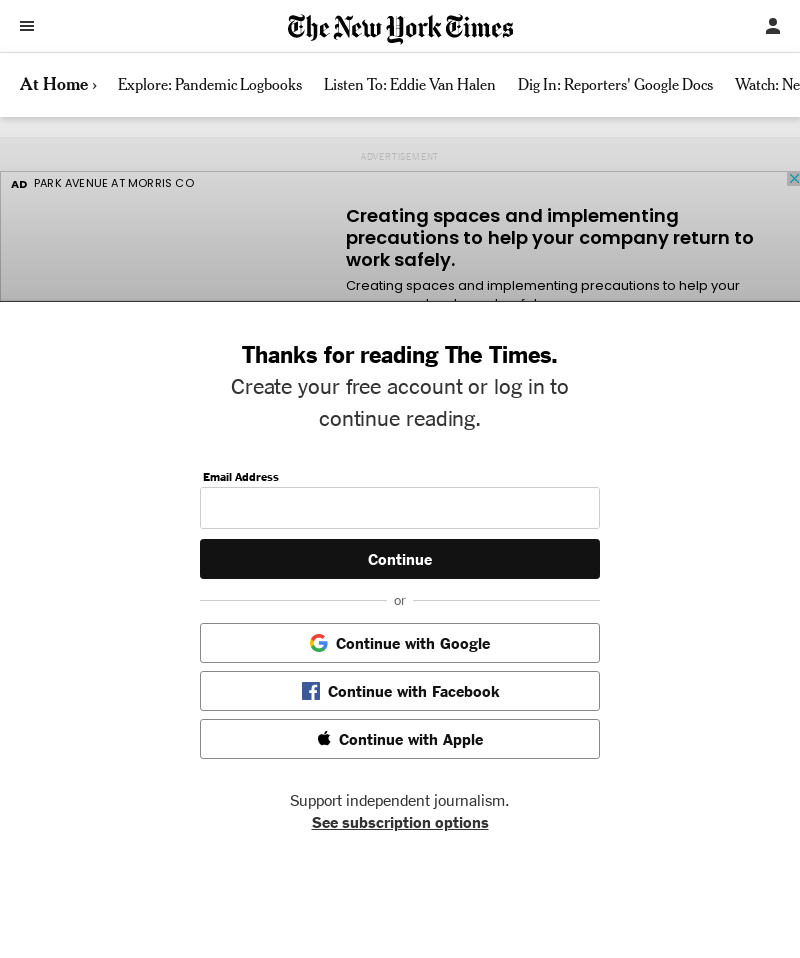 The New York Times
At Home ›
Explore: Pandemic Logbooks
Listen To: Eddie Van Halen
Dig In: Reporters' Google Docs
Watch: Ne
ADVERTISEMENT
AD PARK AVENUE AT MORRIS CO
Creating spaces and implementing
precautions to help your company return to
work safely.
Creating spaces and implementing precautions to help your
Thanks for reading The Times.
Create your free account or log in to
continue reading.
Email Address
Continue
or
Continue with Google
Continue with Facebook
Continue with Apple
Support independent journalism.
See subscription options